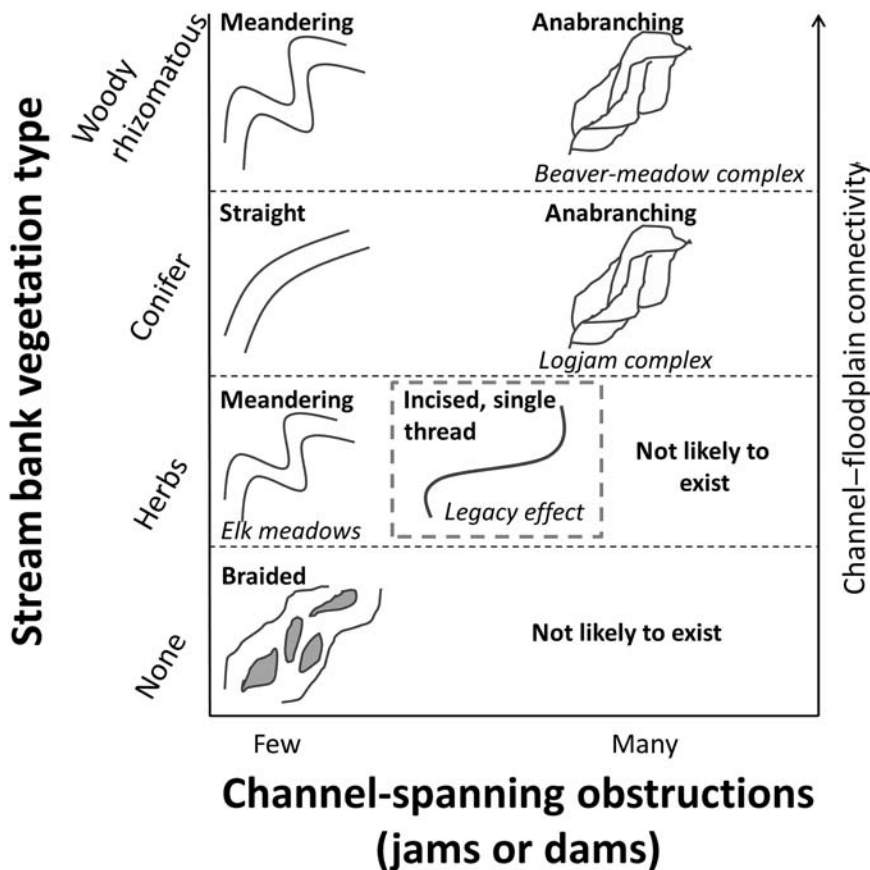 Stream bank vegetation type
Woody
rhizomatous
Meandering
Anabranching
Beaver-meadow complex
Conifer
Straight
Anabranching
Logjam complex
Herbs
Meandering
Elk meadows
Incised, single
thread
Legacy effect
Not likely to
exist
None
Braided
Not likely to exist
Channel–floodplain connectivity
Few
Many
Channel-spanning obstructions
(jams or dams)